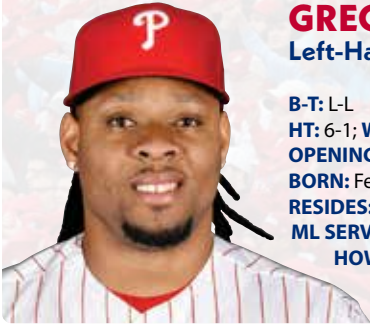 P
GREG
Left-Ha
B-T: L-L
HT: 6-1; W
OPENING
BORN: Fe
RESIDES:
ML SERV
HOW